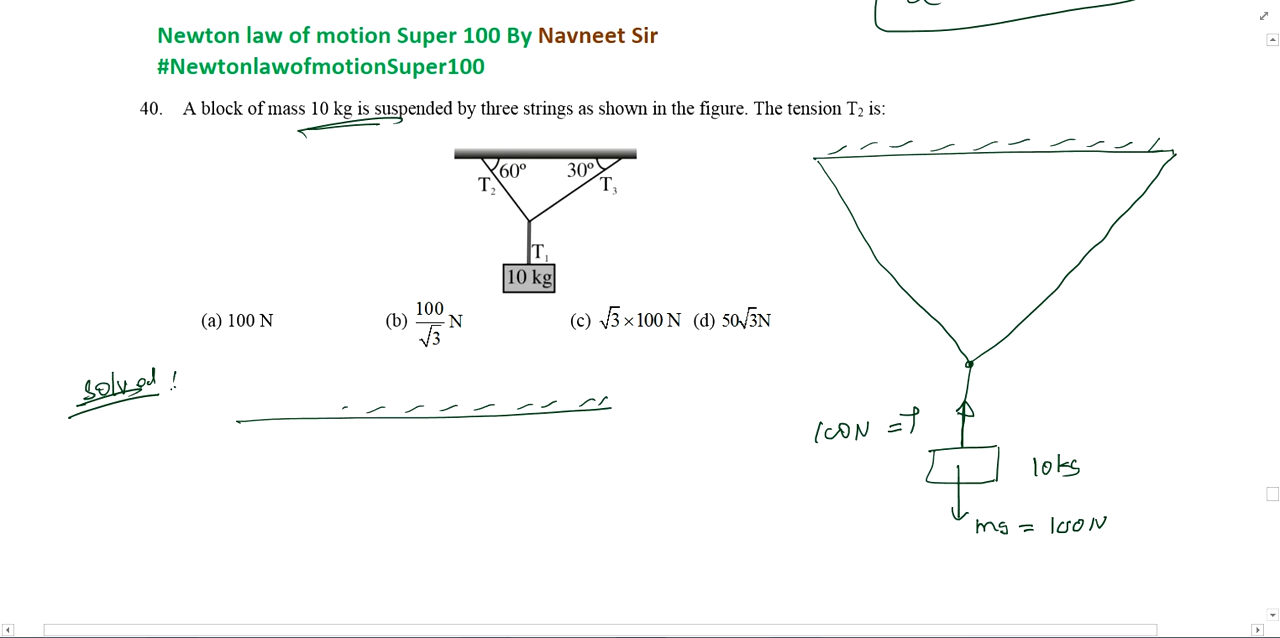 Newton law of motion Super 100 By Navneet Sir
#NewtonlawofmotionSuper100
40. A block of mass 10 kg is suspended by three strings as shown in the figure. The tension T₂ is:
60° 30°
T₂ T₃
T₁
10 kg
(a) 100 N (b) 100/√3 N (c) √3 × 100 N (d) 50√3N
Solved !
100N = T
10kg
mg = 100N